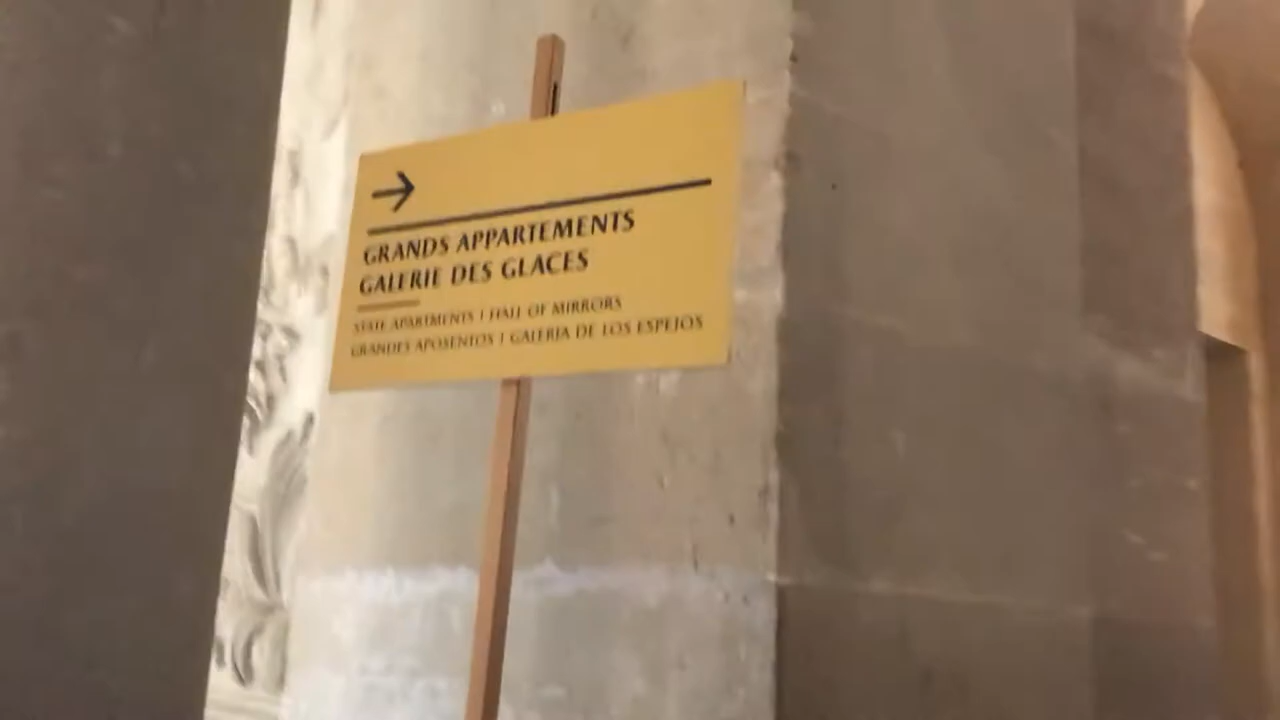 GRANDS APPARTEMENTS
GALERIE DES GLACES
STATE APARTMENTS | HALL OF MIRRORS
GRANDES APOSENTOS | GALERIA DE LOS ESPEJOS